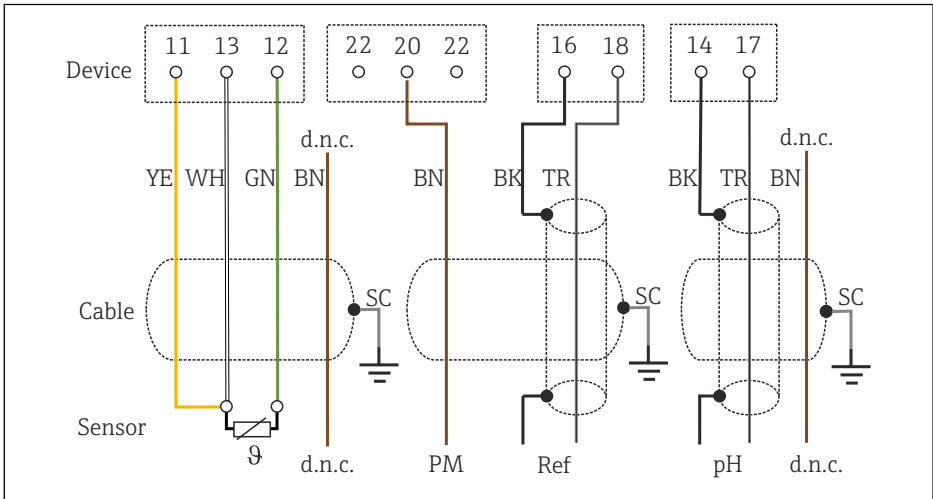 11 13 12 22 20 22 16 18 14 17
Device
d.n.c. d.n.c.
YE WH GN BN BN BK TR BK TR BN
Cable SC SC SC
Sensor
ϑ d.n.c. PM Ref pH d.n.c.